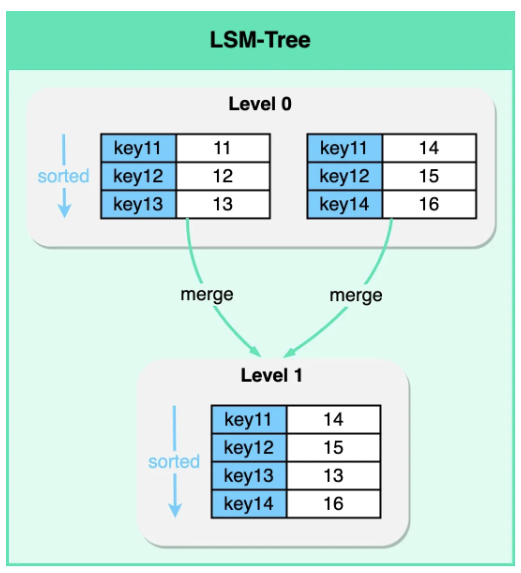 LSM-Tree
Level 0
sorted
key11 11
key12 12
key13 13
key11 14
key12 15
key14 16
merge
merge
Level 1
sorted
key11 14
key12 15
key13 13
key14 16